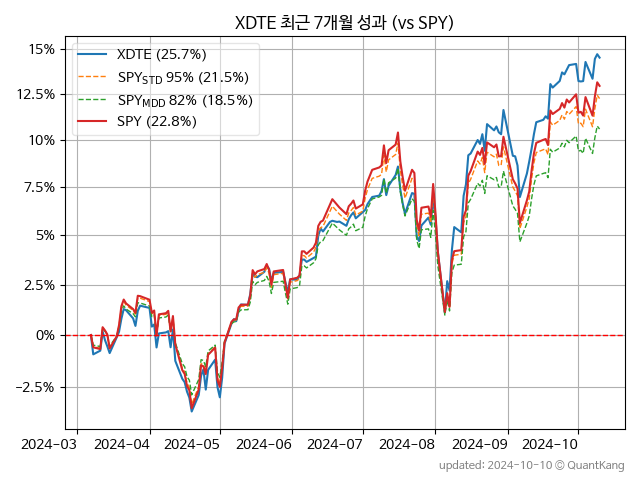 XDTE 최근 7개월 성과 (vs SPY)
XDTE (25.7%)
SPY_STD 95% (21.5%)
SPY_MDD 82% (18.5%)
SPY (22.8%)
15%
12.5%
10%
7.5%
5%
2.5%
0%
−2.5%
2024-03 2024-04 2024-05 2024-06 2024-07 2024-08 2024-09 2024-10
updated: 2024-10-10 © QuantKang